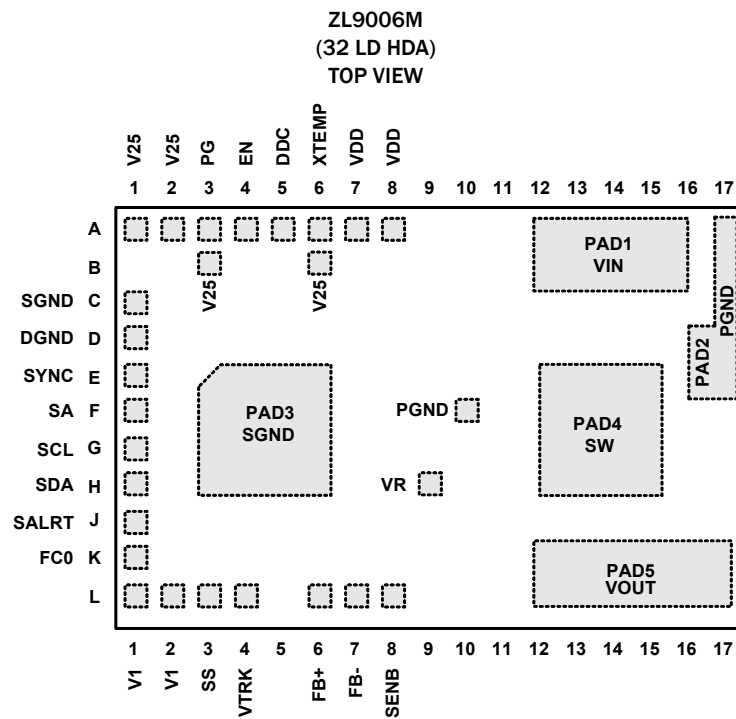 ZL9006M
(32 LD HDA)
TOP VIEW
V25 V25 PG EN DDC XTEMP VDD VDD
1 2 3 4 5 6 7 8 9 10 11 12 13 14 15 16 17
A
B
V25 V25
SGND C
DGND D
SYNC E
SA F
SCL G
SDA H
SALRT J
FC0 K
L
PAD1
VIN
PAD2
PGND
PAD3
SGND
PGND
PAD4
SW
VR
PAD5
VOUT
1 2 3 4 5 6 7 8 9 10 11 12 13 14 15 16 17
V1 V1 SS VTRK FB+ FB- SENB